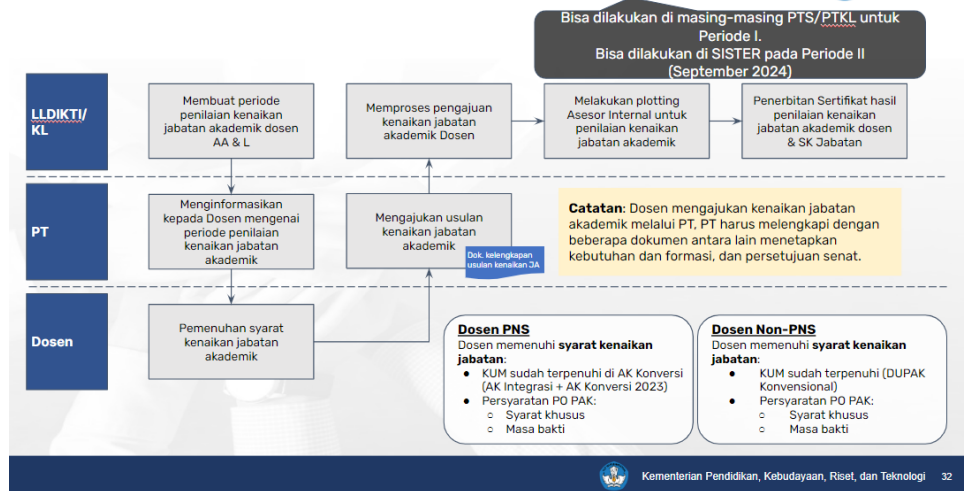 Bisa dilakukan di masing-masing PTS/PTKL untuk
Periode I.
Bisa dilakukan di SISTER pada Periode II
(September 2024)
LLDIKTI/
KL
Membuat periode
penilaian kenaikan
jabatan akademik dosen
AA & L
Memproses pengajuan
kenaikan jabatan
akademik Dosen
Melakukan plotting
Asesor Internal untuk
penilaian kenaikan
jabatan akademik
Penerbitan Sertifikat hasil
penilaian kenaikan
jabatan akademik dosen
& SK Jabatan
PT
Menginformasikan
kepada Dosen mengenai
periode penilaian
kenaikan jabatan
akademik
Mengajukan usulan
kenaikan jabatan
akademik
Dok. kelengkapan
usulan kenaikan JA
Catatan: Dosen mengajukan kenaikan jabatan
akademik melalui PT, PT harus melengkapi dengan
beberapa dokumen antara lain menetapkan
kebutuhan dan formasi, dan persetujuan senat.
Dosen
Pemenuhan syarat
kenaikan jabatan
akademik
Dosen PNS
Dosen memenuhi syarat kenaikan
jabatan:
● KUM sudah terpenuhi di AK Konversi
(AK Integrasi + AK Konversi 2023)
● Persyaratan PO PAK:
○ Syarat khusus
○ Masa bakti
Dosen Non-PNS
Dosen memenuhi syarat kenaikan
jabatan:
● KUM sudah terpenuhi (DUPAK
Konvensional)
● Persyaratan PO PAK:
○ Syarat khusus
○ Masa bakti
Kementerian Pendidikan, Kebudayaan, Riset, dan Teknologi 32